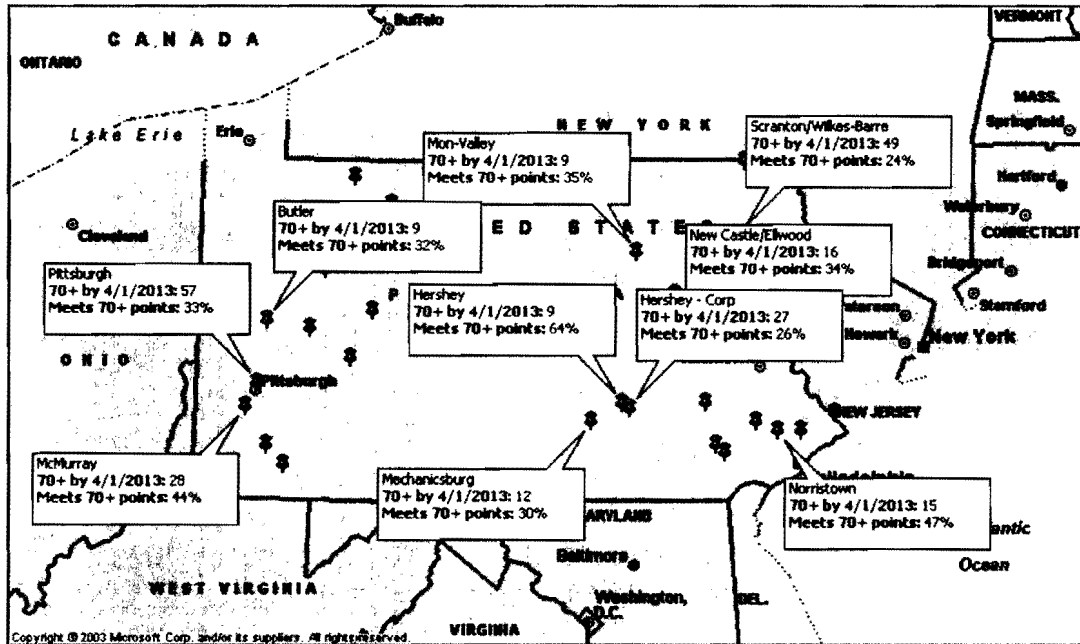 Buffalo
VERMONT
CANADA
ONTARIO
MASS.
Springfield
Lake Erie
Erie
NEW YORK
Mon-Valley
70+ by 4/1/2013: 9
Meets 70+ points: 35%
Scranton/Wilkes-Barre
70+ by 4/1/2013: 49
Meets 70+ points: 24%
Hartford
Waterbury
CONNECTICUT
Cleveland
Butler
70+ by 4/1/2013: 9
Meets 70+ points: 32%
ED STATE
New Castle/Ellwood
70+ by 4/1/2013: 16
Meets 70+ points: 34%
Bridgeport
Stamford
Pittsburgh
70+ by 4/1/2013: 57
Meets 70+ points: 33%
P
Hershey
70+ by 4/1/2013: 9
Meets 70+ points: 64%
Hershey - Corp
70+ by 4/1/2013: 27
Meets 70+ points: 26%
Newark
New York
OHIO
Pittsburgh
NEW JERSEY
McMurray
70+ by 4/1/2013: 28
Meets 70+ points: 44%
Mechanicsburg
70+ by 4/1/2013: 12
Meets 70+ points: 30%
Norristown
70+ by 4/1/2013: 15
Meets 70+ points: 47%
ARYLAND
antic
Ocean
Baltimore
WEST VIRGINIA
Washington,
D.C.
DEL.
VIRGINIA
Copyright © 2003 Microsoft Corp. and/or its suppliers. All rights reserved.